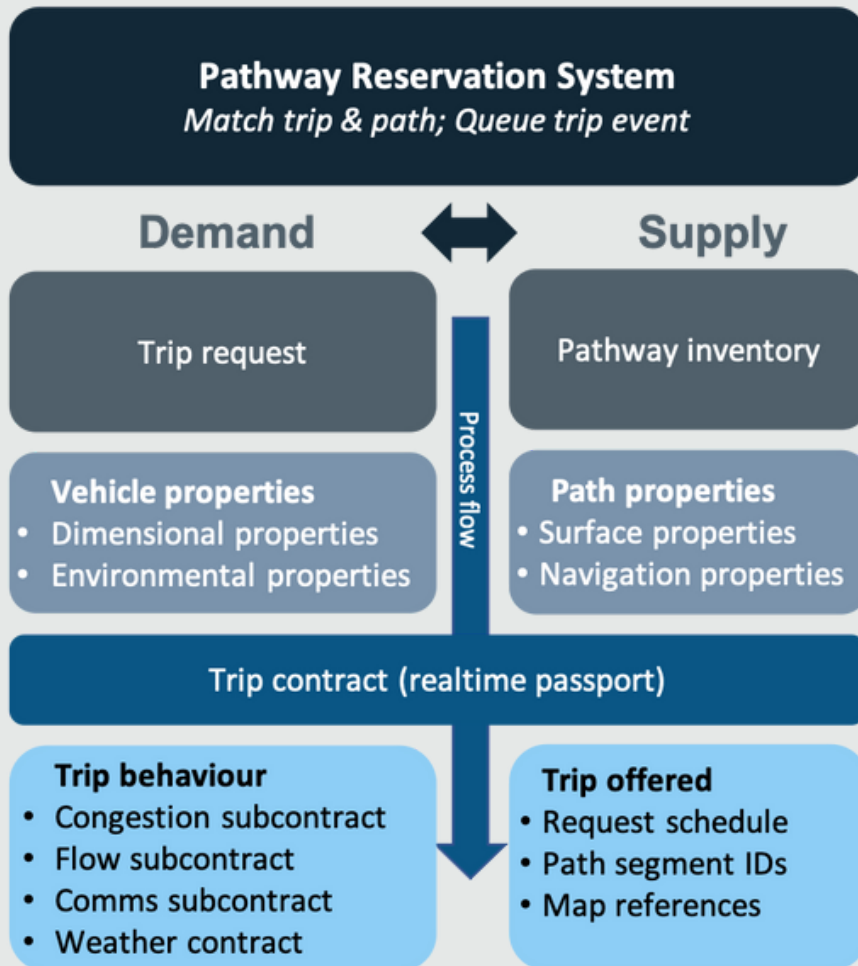 Pathway Reservation System
Match trip & path; Queue trip event
Demand
Supply
Trip request
Pathway inventory
Process flow
Vehicle properties
• Dimensional properties
• Environmental properties
Path properties
• Surface properties
• Navigation properties
Trip contract (realtime passport)
Trip behaviour
• Congestion subcontract
• Flow subcontract
• Comms subcontract
• Weather contract
Trip offered
• Request schedule
• Path segment IDs
• Map references